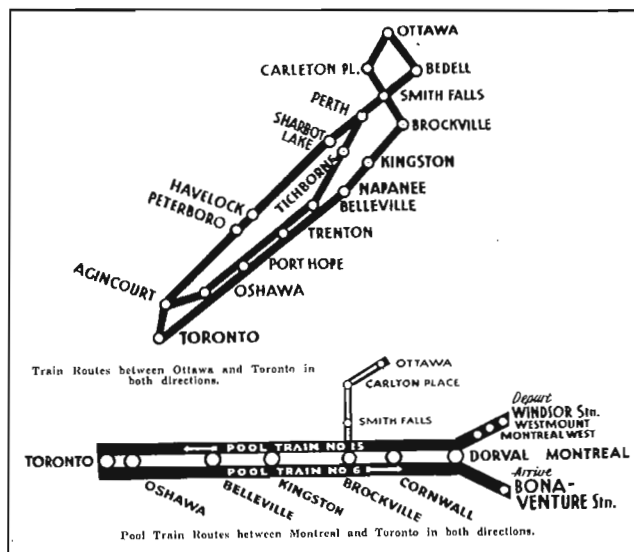 OTTAWA
CARLETON PL.
BEDELL
SMITH FALLS
PERTH
SHARBOT
LAKE
BROCKVILLE
TICHBORNE
KINGSTON
HAVELOCK
NAPANEE
PETERBORO
BELLEVILLE
TRENTON
PORT HOPE
AGINCOURT
OSHAWA
TORONTO
Train Routes between Ottawa and Toronto in
both directions.
OTTAWA
CARLTON PLACE
SMITH FALLS
Depart
WINDSOR Stn.
WESTMOUNT
MONTREAL WEST
POOL TRAIN NO 15
TORONTO
DORVAL MONTREAL
POOL TRAIN NO 6
Arrive
BONA-
VENTURE Stn.
OSHAWA
BELLEVILLE
KINGSTON
BROCKVILLE
CORNWALL
Pool Train Routes between Montreal and Toronto in both directions.